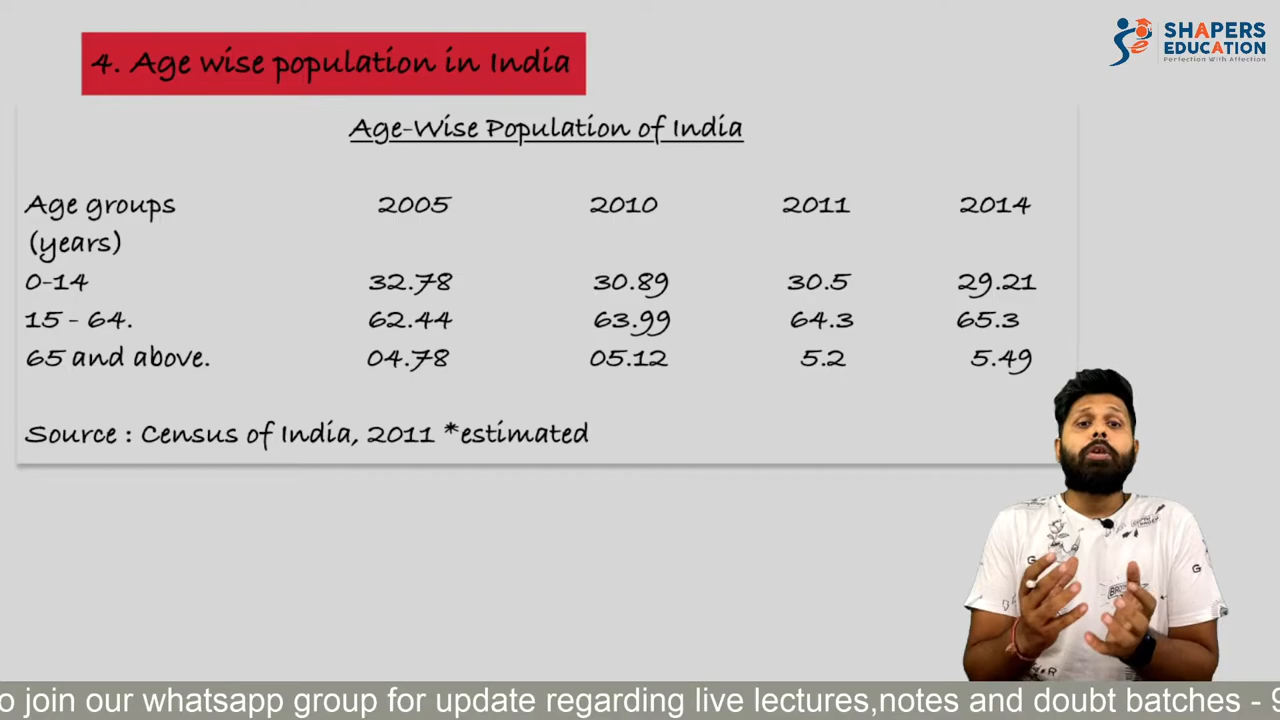 4. Age wise population in India
SHAPERS
EDUCATION
Perfection With Affection
Age-Wise Population of India
Age groups 2005 2010 2011 2014
(years)
0-14 32.78 30.89 30.5 29.21
15 - 64. 62.44 63.99 64.3 65.3
65 and above. 04.78 05.12 5.2 5.49
Source : Census of India, 2011 *estimated
o join our whatsapp group for update regarding live lectures,notes and doubt batches - 9